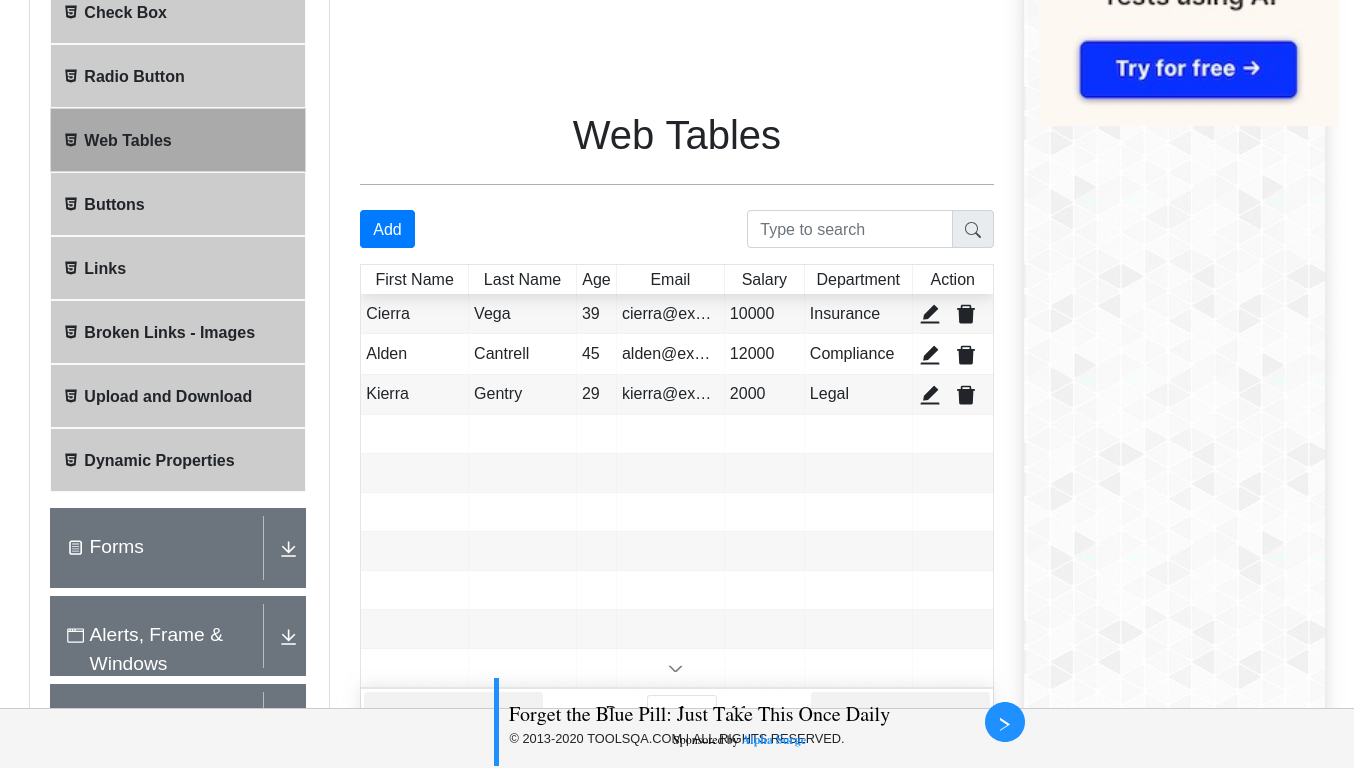 Check Box
Radio Button
Web Tables
Buttons
Links
Broken Links - Images
Upload and Download
Dynamic Properties
Forms
Alerts, Frame &
Windows
Web Tables
Add
Type to search
First Name Last Name Age Email Salary Department Action
Cierra Vega 39 cierra@ex... 10000 Insurance
Alden Cantrell 45 alden@ex... 12000 Compliance
Kierra Gentry 29 kierra@ex... 2000 Legal
Tests using AI
Try for free →
Forget the Blue Pill: Just Take This Once Daily
© 2013-2020 TOOLSQA.COM | ALL RIGHTS RESERVED.
Sponsored by